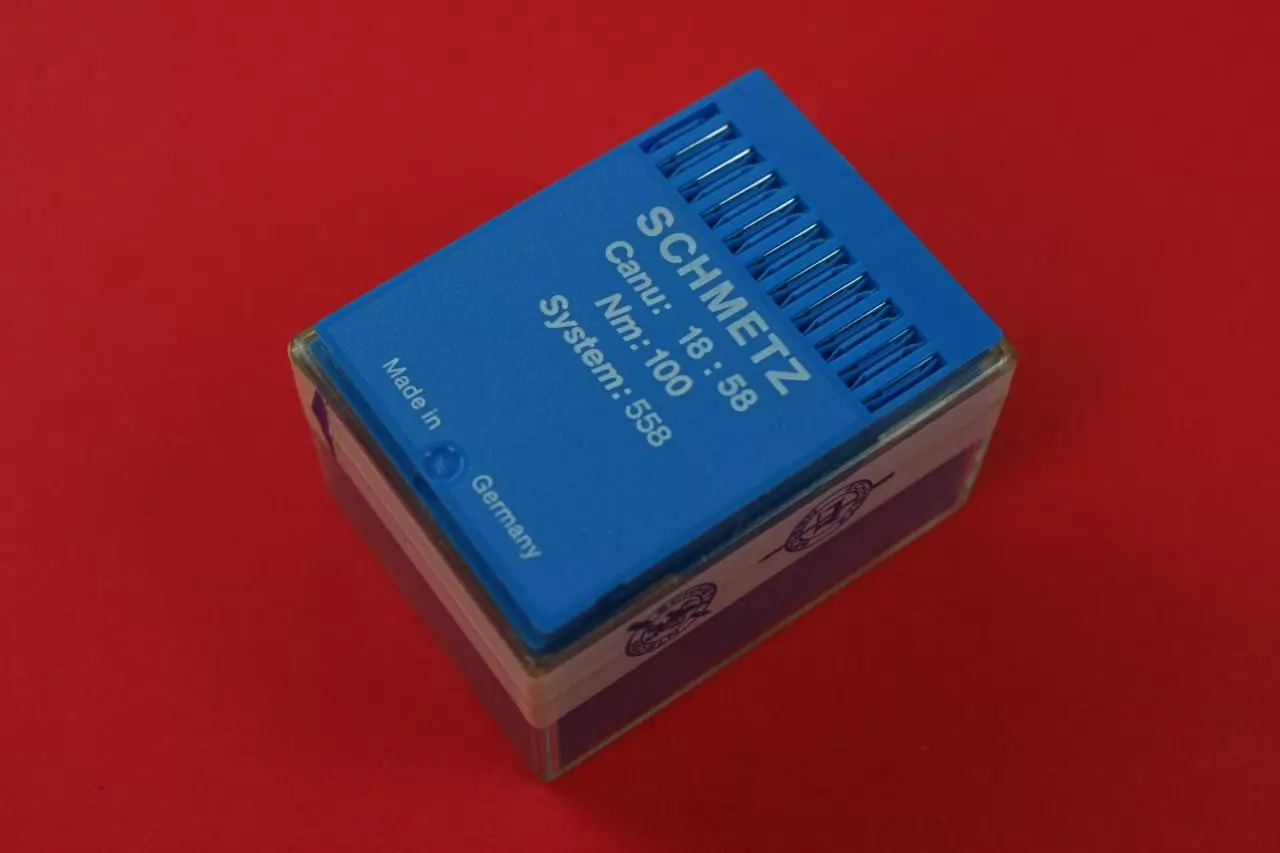 SCHMETZ
Canu: 18 : 58
Nm: 100
System: 558
Made in Germany